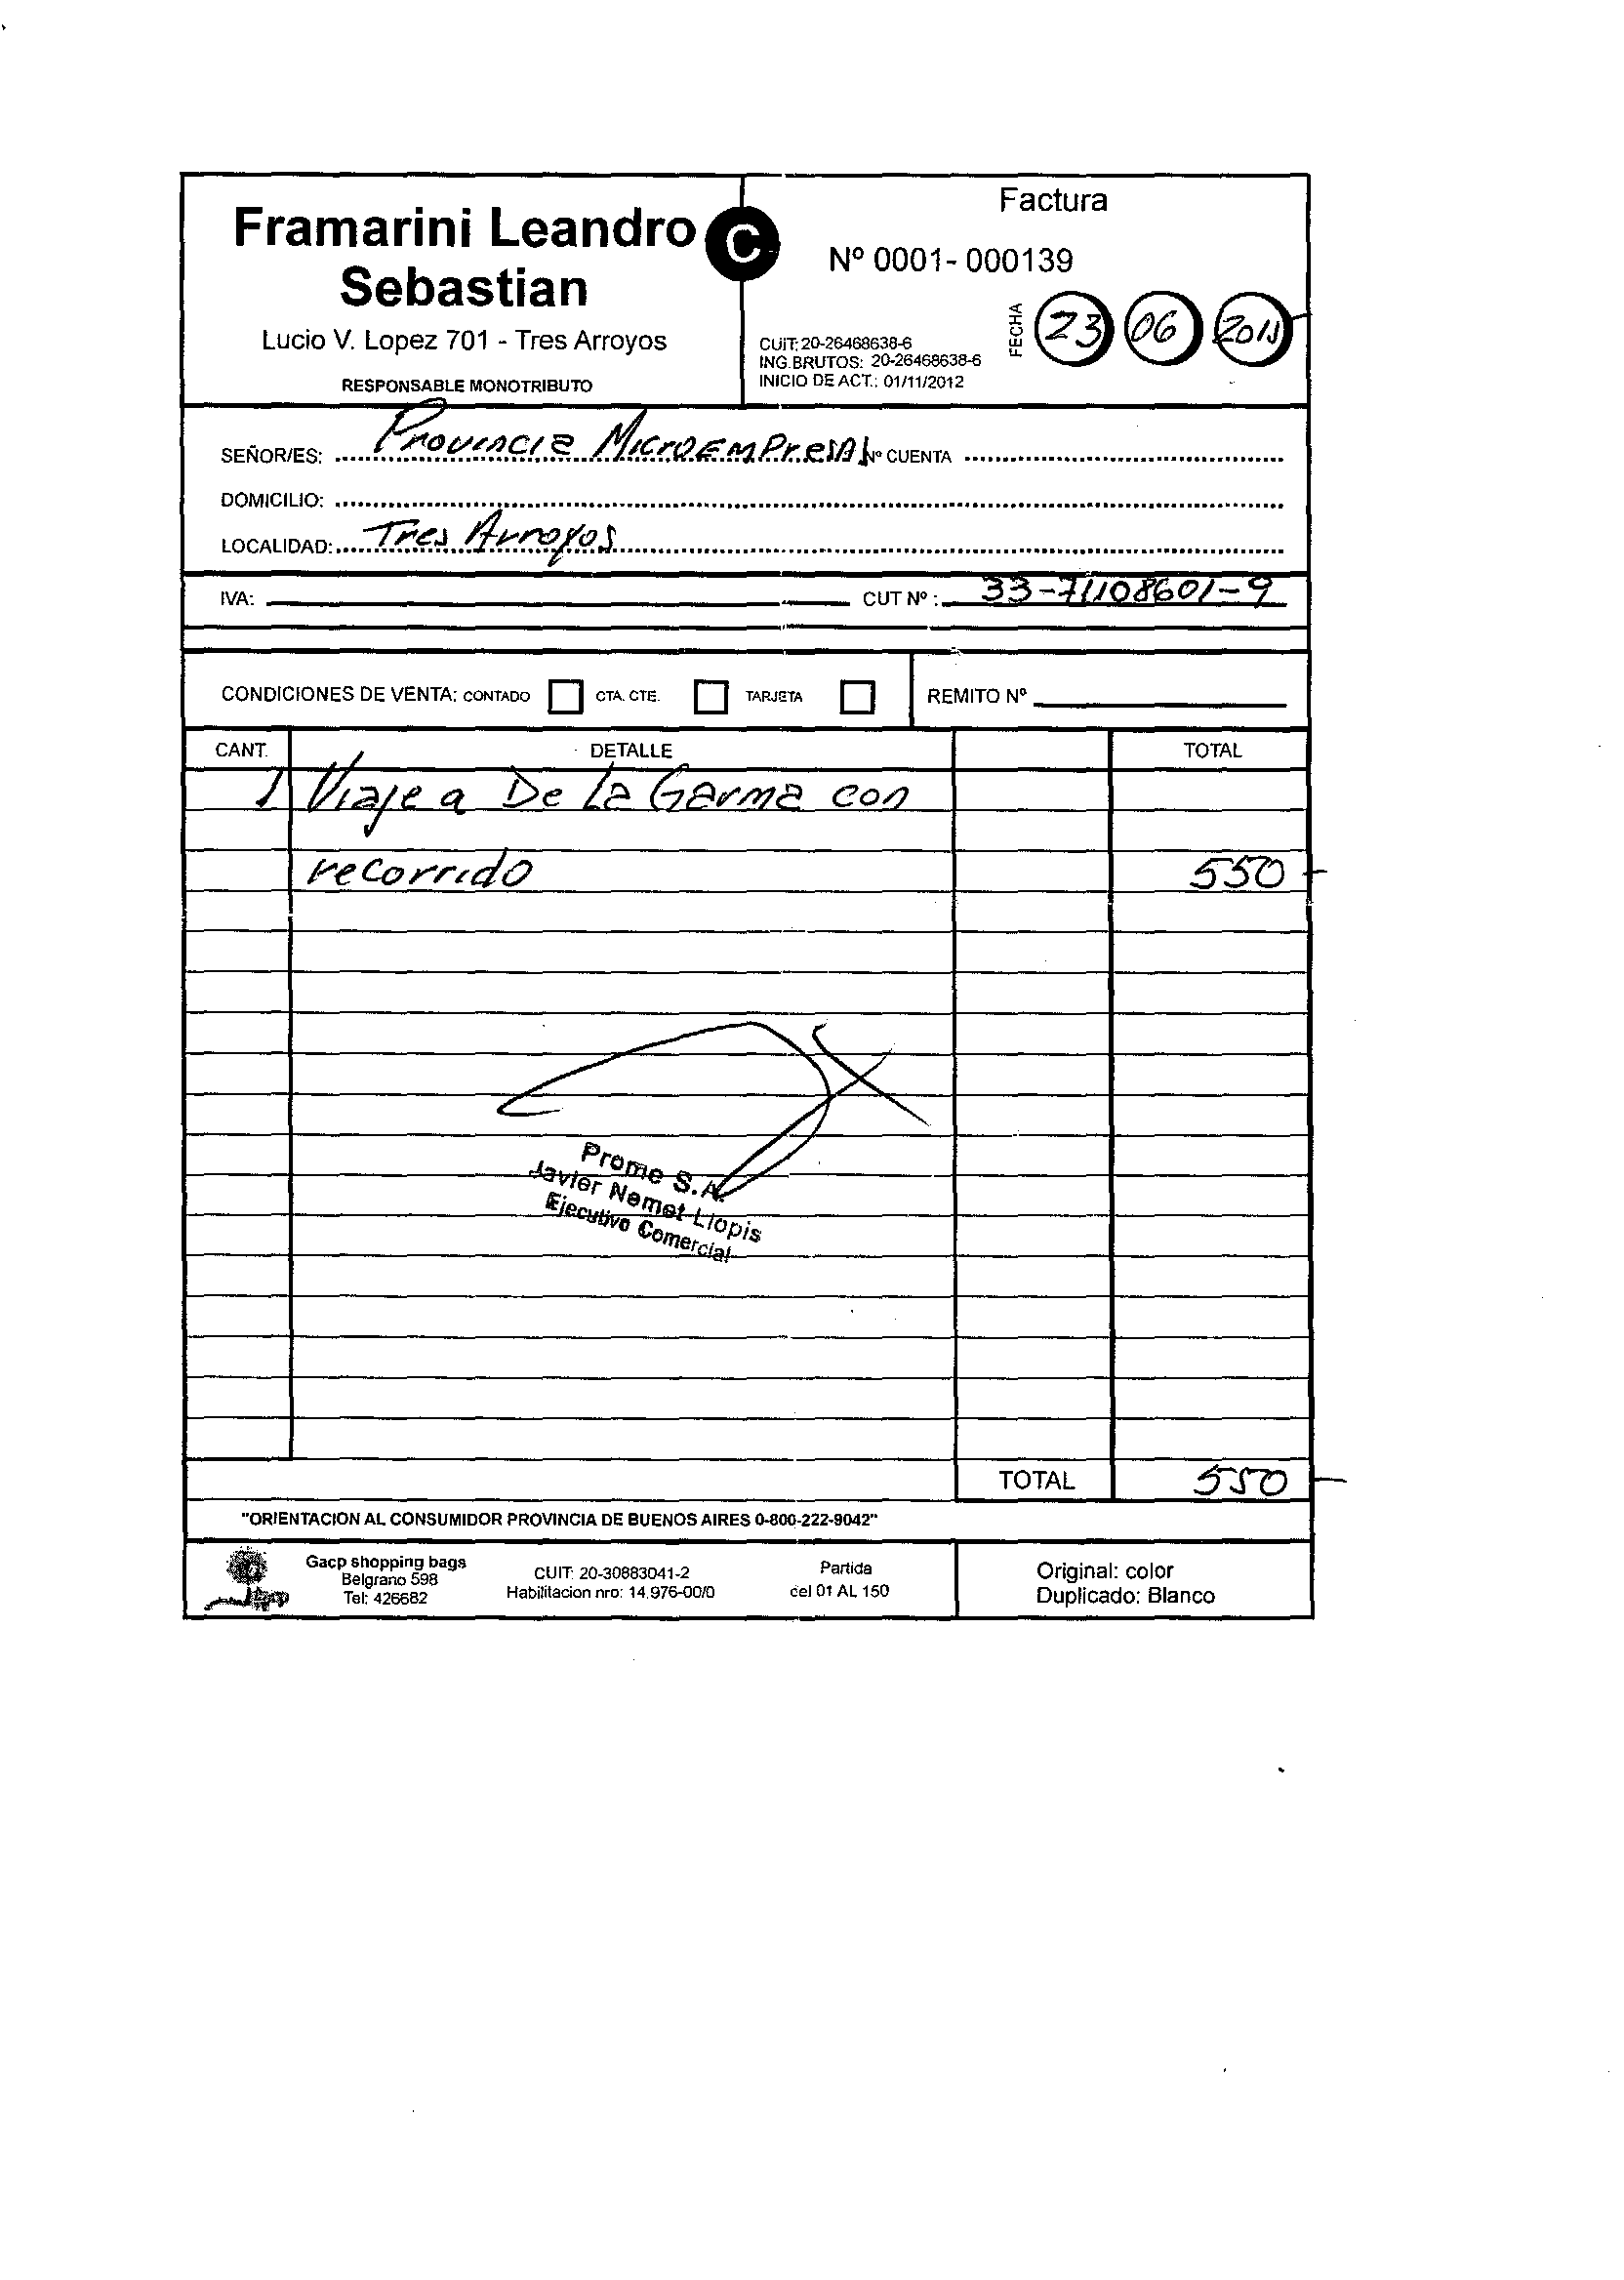 Factura
Framarini Leandro
Sebastian
C
Nº 0001- 000139
Lucio V. Lopez 701 - Tres Arroyos
RESPONSABLE MONOTRIBUTO
CUIT: 20-26468638-6
ING.BRUTOS: 20-26468638-6
INICIO DE ACT.: 01/11/2012
FECHA 23 06
SEÑOR/ES: Provincia MicroEmpresAs Nº CUENTA
DOMICILIO:
LOCALIDAD: Tres Arroyos
IVA: CUT Nº : 33-71108601-9
CONDICIONES DE VENTA: CONTADO CTA. CTE. TARJETA REMITO Nº
CANT. DETALLE TOTAL
1 Viaje a De La Garma con
recorrido 550
Prome S.A.
Javier Nemet Llopis
Ejecutivo Comercial
TOTAL 550
"ORIENTACION AL CONSUMIDOR PROVINCIA DE BUENOS AIRES 0-800-222-9042"
Gacp shopping bags
Belgrano 598
Tel: 426682
CUIT: 20-30883041-2
Habilitacion nro: 14.976-00/0
Partida
cel 01 AL 150
Original: color
Duplicado: Blanco